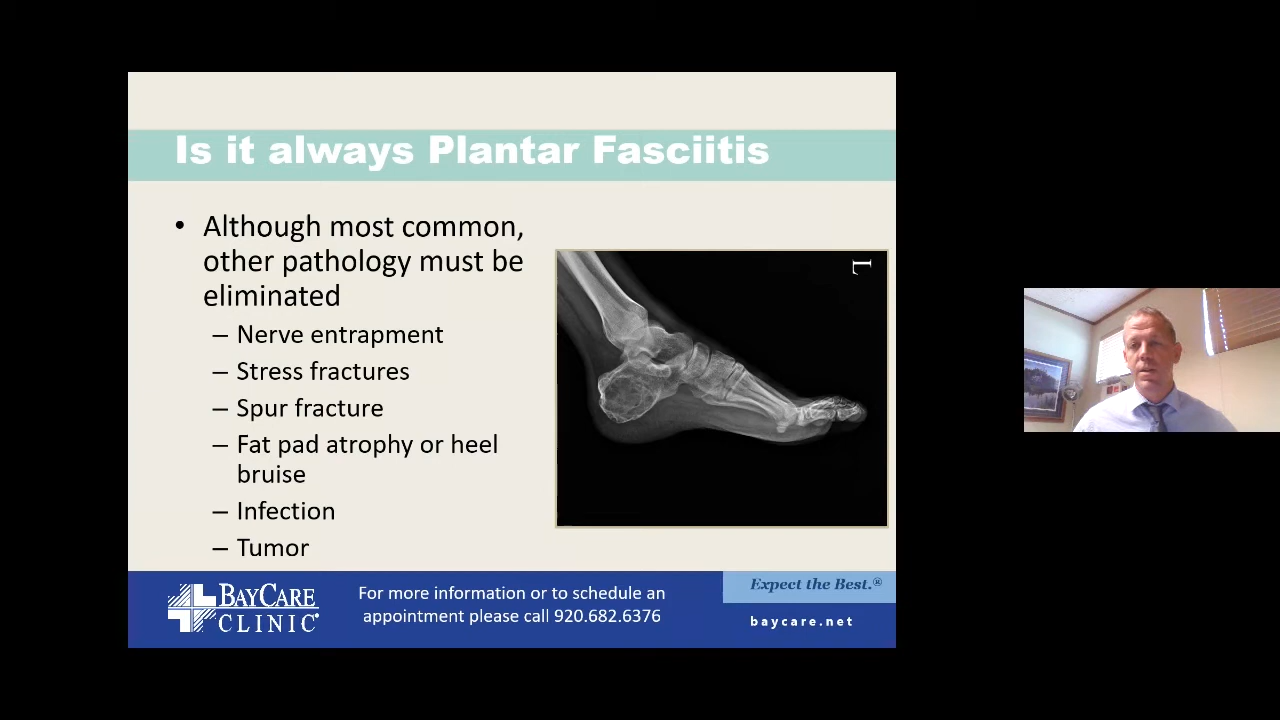 Is it always Plantar Fasciitis
• Although most common,
other pathology must be
eliminated
– Nerve entrapment
– Stress fractures
– Spur fracture
– Fat pad atrophy or heel
bruise
– Infection
– Tumor
L
BAYCARE
CLINIC®
For more information or to schedule an
appointment please call 920.682.6376
Expect the Best.®
baycare.net